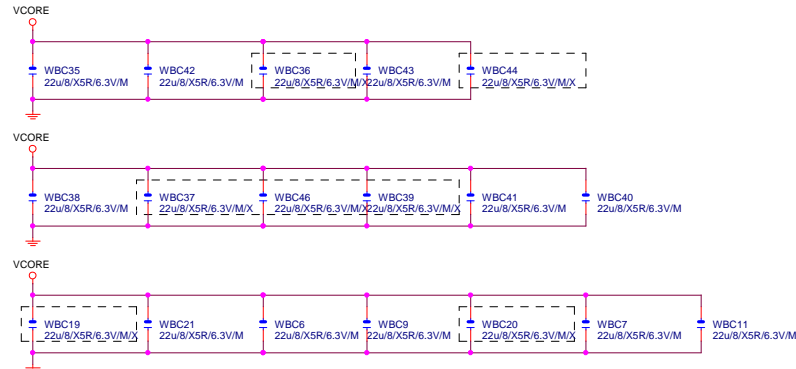 VCORE
WBC35 WBC42 WBC36 WBC43 WBC44
22u/8/X5R/6.3V/M 22u/8/X5R/6.3V/M 22u/8/X5R/6.3V/M/X 22u/8/X5R/6.3V/M 22u/8/X5R/6.3V/M/X
VCORE
WBC38 WBC37 WBC46 WBC39 WBC41 WBC40
22u/8/X5R/6.3V/M 22u/8/X5R/6.3V/M/X 22u/8/X5R/6.3V/M/X 22u/8/X5R/6.3V/M/X 22u/8/X5R/6.3V/M 22u/8/X5R/6.3V/M
VCORE
WBC19 WBC21 WBC6 WBC9 WBC20 WBC7 WBC11
22u/8/X5R/6.3V/M/X 22u/8/X5R/6.3V/M 22u/8/X5R/6.3V/M 22u/8/X5R/6.3V/M 22u/8/X5R/6.3V/M/X 22u/8/X5R/6.3V/M 22u/8/X5R/6.3V/M